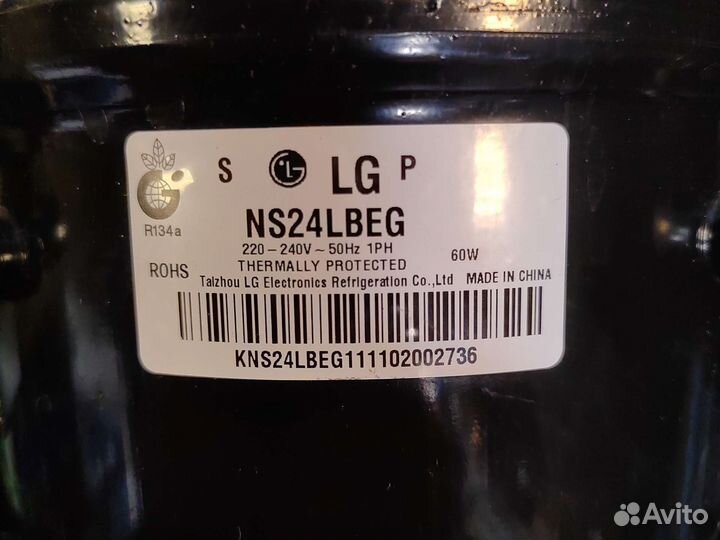 S LG P
NS24LBEG
R134a
220-240V~50Hz 1PH 60W
ROHS THERMALLY PROTECTED
Taizhou LG Electronics Refrigeration Co.,Ltd MADE IN CHINA
KNS24LBEG111102002736
Avito